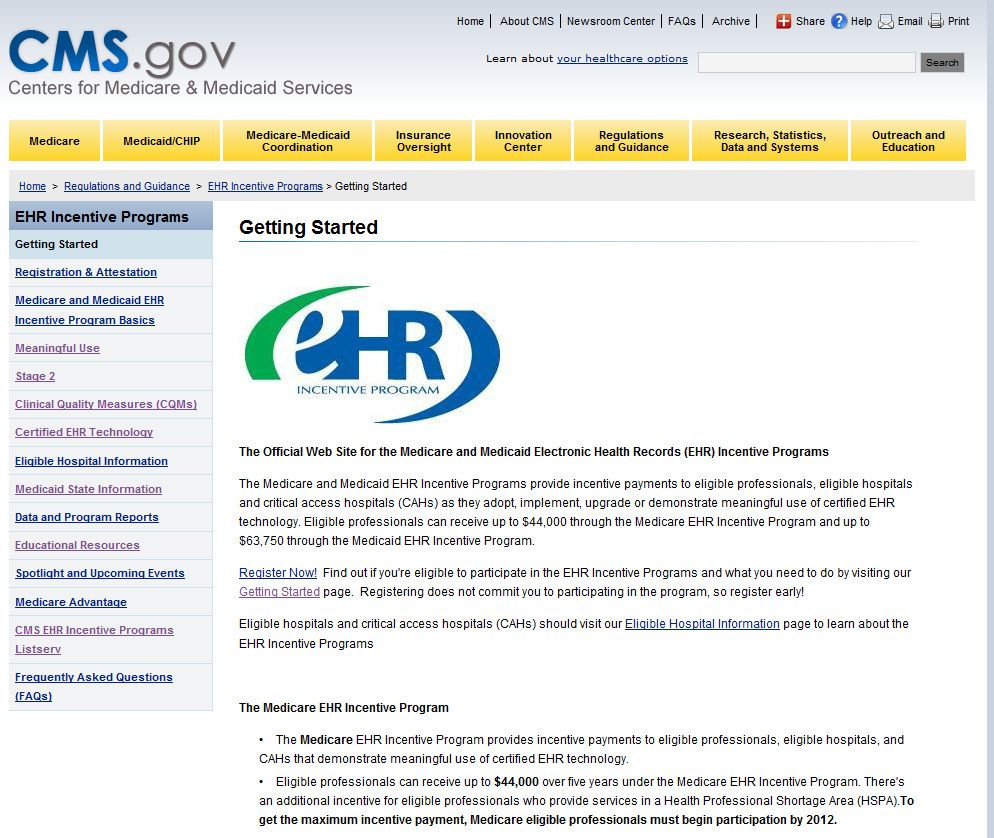 Home | About CMS | Newsroom Center | FAQs | Archive | Share Help Email Print
CMS.gov
Centers for Medicare & Medicaid Services
Learn about your healthcare options
Search
Medicare
Medicaid/CHIP
Medicare-Medicaid
Coordination
Insurance
Oversight
Innovation
Center
Regulations
and Guidance
Research, Statistics,
Data and Systems
Outreach and
Education
Home > Regulations and Guidance > EHR Incentive Programs > Getting Started
EHR Incentive Programs
Getting Started
Registration & Attestation
Medicare and Medicaid EHR
Incentive Program Basics
Meaningful Use
Stage 2
Clinical Quality Measures (CQMs)
Certified EHR Technology
Eligible Hospital Information
Medicaid State Information
Data and Program Reports
Educational Resources
Spotlight and Upcoming Events
Medicare Advantage
CMS EHR Incentive Programs
Listserv
Frequently Asked Questions
(FAQs)
Getting Started
eHR
INCENTIVE PROGRAM
The Official Web Site for the Medicare and Medicaid Electronic Health Records (EHR) Incentive Programs
The Medicare and Medicaid EHR Incentive Programs provide incentive payments to eligible professionals, eligible hospitals
and critical access hospitals (CAHs) as they adopt, implement, upgrade or demonstrate meaningful use of certified EHR
technology. Eligible professionals can receive up to $44,000 through the Medicare EHR Incentive Program and up to
$63,750 through the Medicaid EHR Incentive Program.
Register Now! Find out if you're eligible to participate in the EHR Incentive Programs and what you need to do by visiting our
Getting Started page. Registering does not commit you to participating in the program, so register early!
Eligible hospitals and critical access hospitals (CAHs) should visit our Eligible Hospital Information page to learn about the
EHR Incentive Programs
The Medicare EHR Incentive Program
• The Medicare EHR Incentive Program provides incentive payments to eligible professionals, eligible hospitals, and
CAHs that demonstrate meaningful use of certified EHR technology.
• Eligible professionals can receive up to $44,000 over five years under the Medicare EHR Incentive Program. There's
an additional incentive for eligible professionals who provide services in a Health Professional Shortage Area (HSPA).To
get the maximum incentive payment, Medicare eligible professionals must begin participation by 2012.